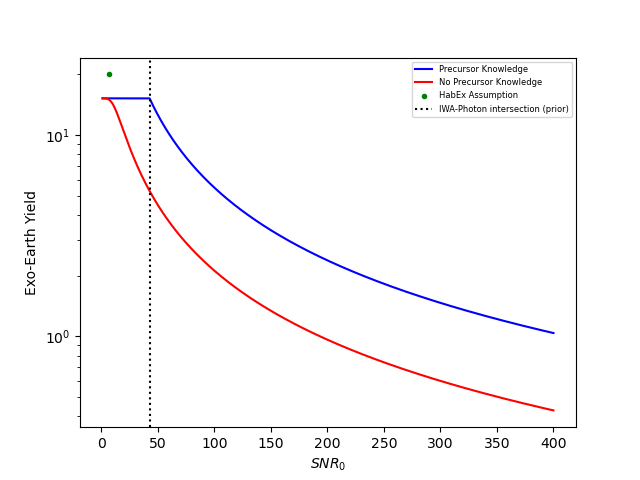 Precursor Knowledge
No Precursor Knowledge
HabEx Assumption
IWA-Photon intersection (prior)
Exo-Earth Yield
10¹
10⁰
0 50 100 150 200 250 300 350 400
SNR₀